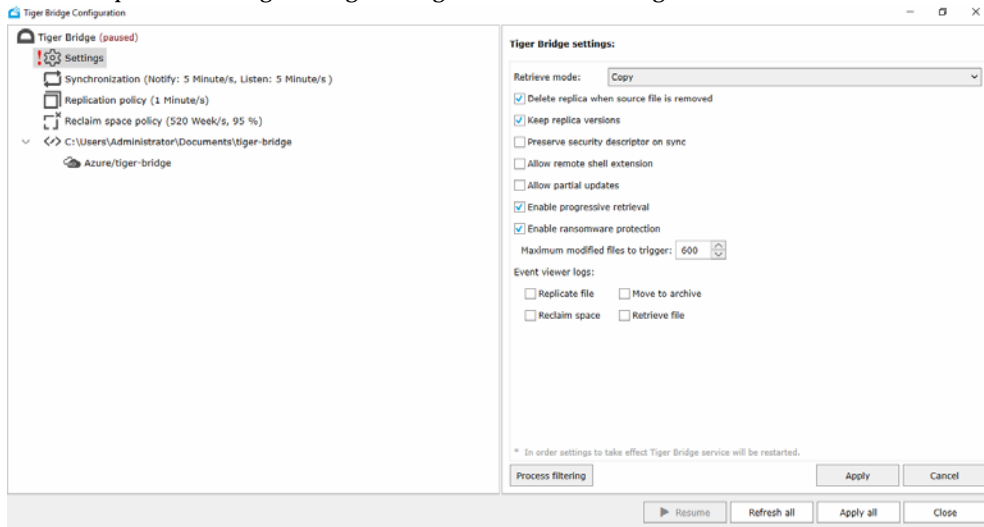 Tiger Bridge Configuration
Tiger Bridge (paused)
Settings
Synchronization (Notify: 5 Minute/s, Listen: 5 Minute/s )
Replication policy (1 Minute/s)
Reclaim space policy (520 Week/s, 95 %)
C:\Users\Administrator\Documents\tiger-bridge
Azure/tiger-bridge
Tiger Bridge settings:
Retrieve mode: Copy
Delete replica when source file is removed
Keep replica versions
Preserve security descriptor on sync
Allow remote shell extension
Allow partial updates
Enable progressive retrieval
Enable ransomware protection
Maximum modified files to trigger: 600
Event viewer logs:
Replicate file Move to archive
Reclaim space Retrieve file
* In order settings to take effect Tiger Bridge service will be restarted.
Process filtering Apply Cancel
Resume Refresh all Apply all Close